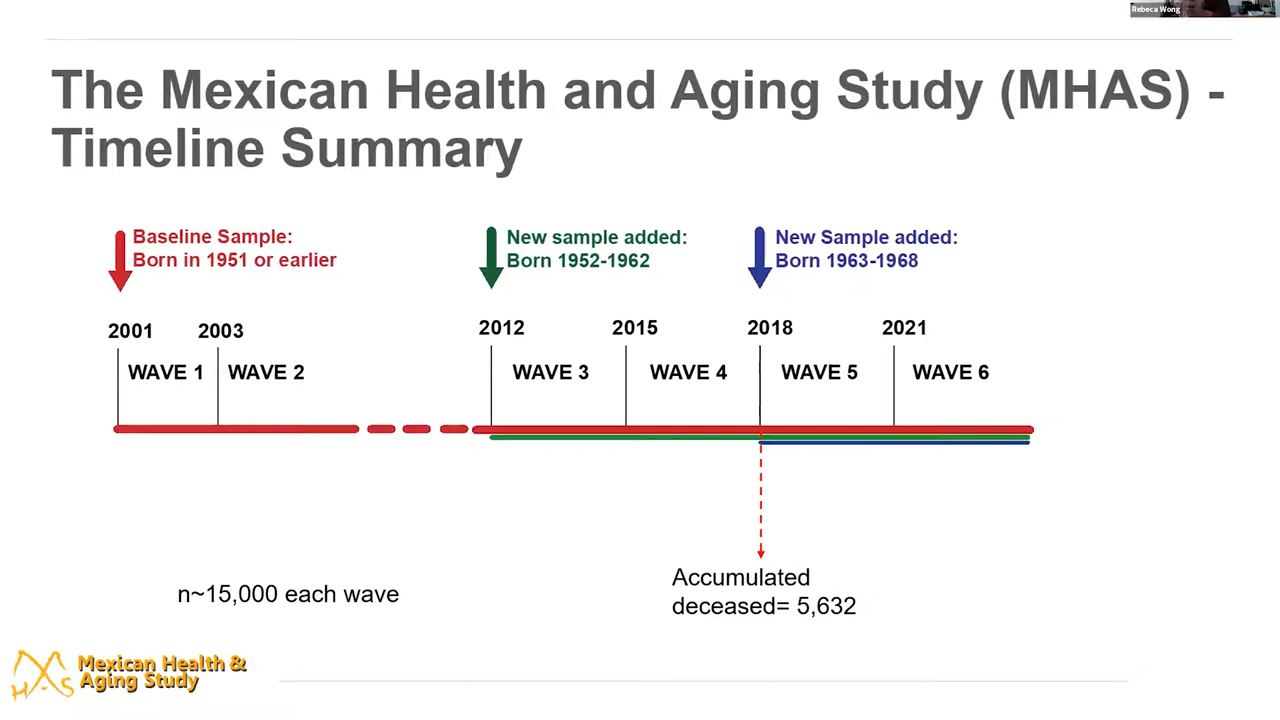 Rebeca Wong
The Mexican Health and Aging Study (MHAS) -
Timeline Summary
Baseline Sample:
Born in 1951 or earlier
New sample added:
Born 1952-1962
New Sample added:
Born 1963-1968
2001 2003 2012 2015 2018 2021
WAVE 1 WAVE 2 WAVE 3 WAVE 4 WAVE 5 WAVE 6
Accumulated
deceased= 5,632
n~15,000 each wave
Mexican Health &
Aging Study